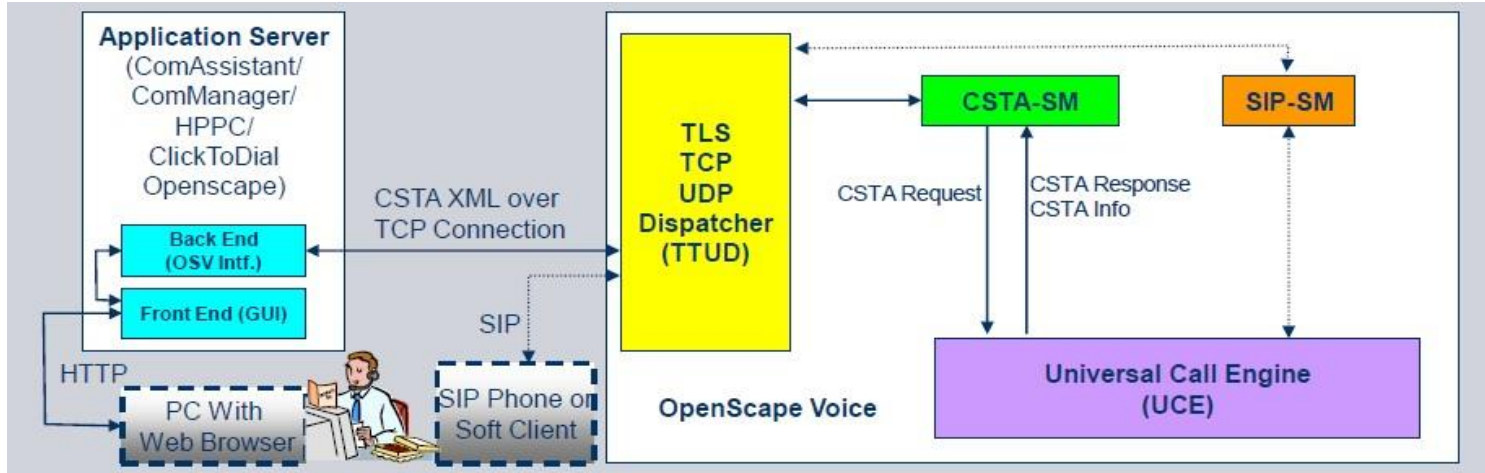 Application Server
(ComAssistant/
ComManager/
HPPC/
ClickToDial
Openscape)
Back End
(OSV Intf.)
Front End (GUI)
HTTP
PC With
Web Browser
CSTA XML over
TCP Connection
SIP
SIP Phone or
Soft Client
TLS
TCP
UDP
Dispatcher
(TTUD)
CSTA-SM
SIP-SM
CSTA Request
CSTA Response
CSTA Info
Universal Call Engine
(UCE)
OpenScape Voice